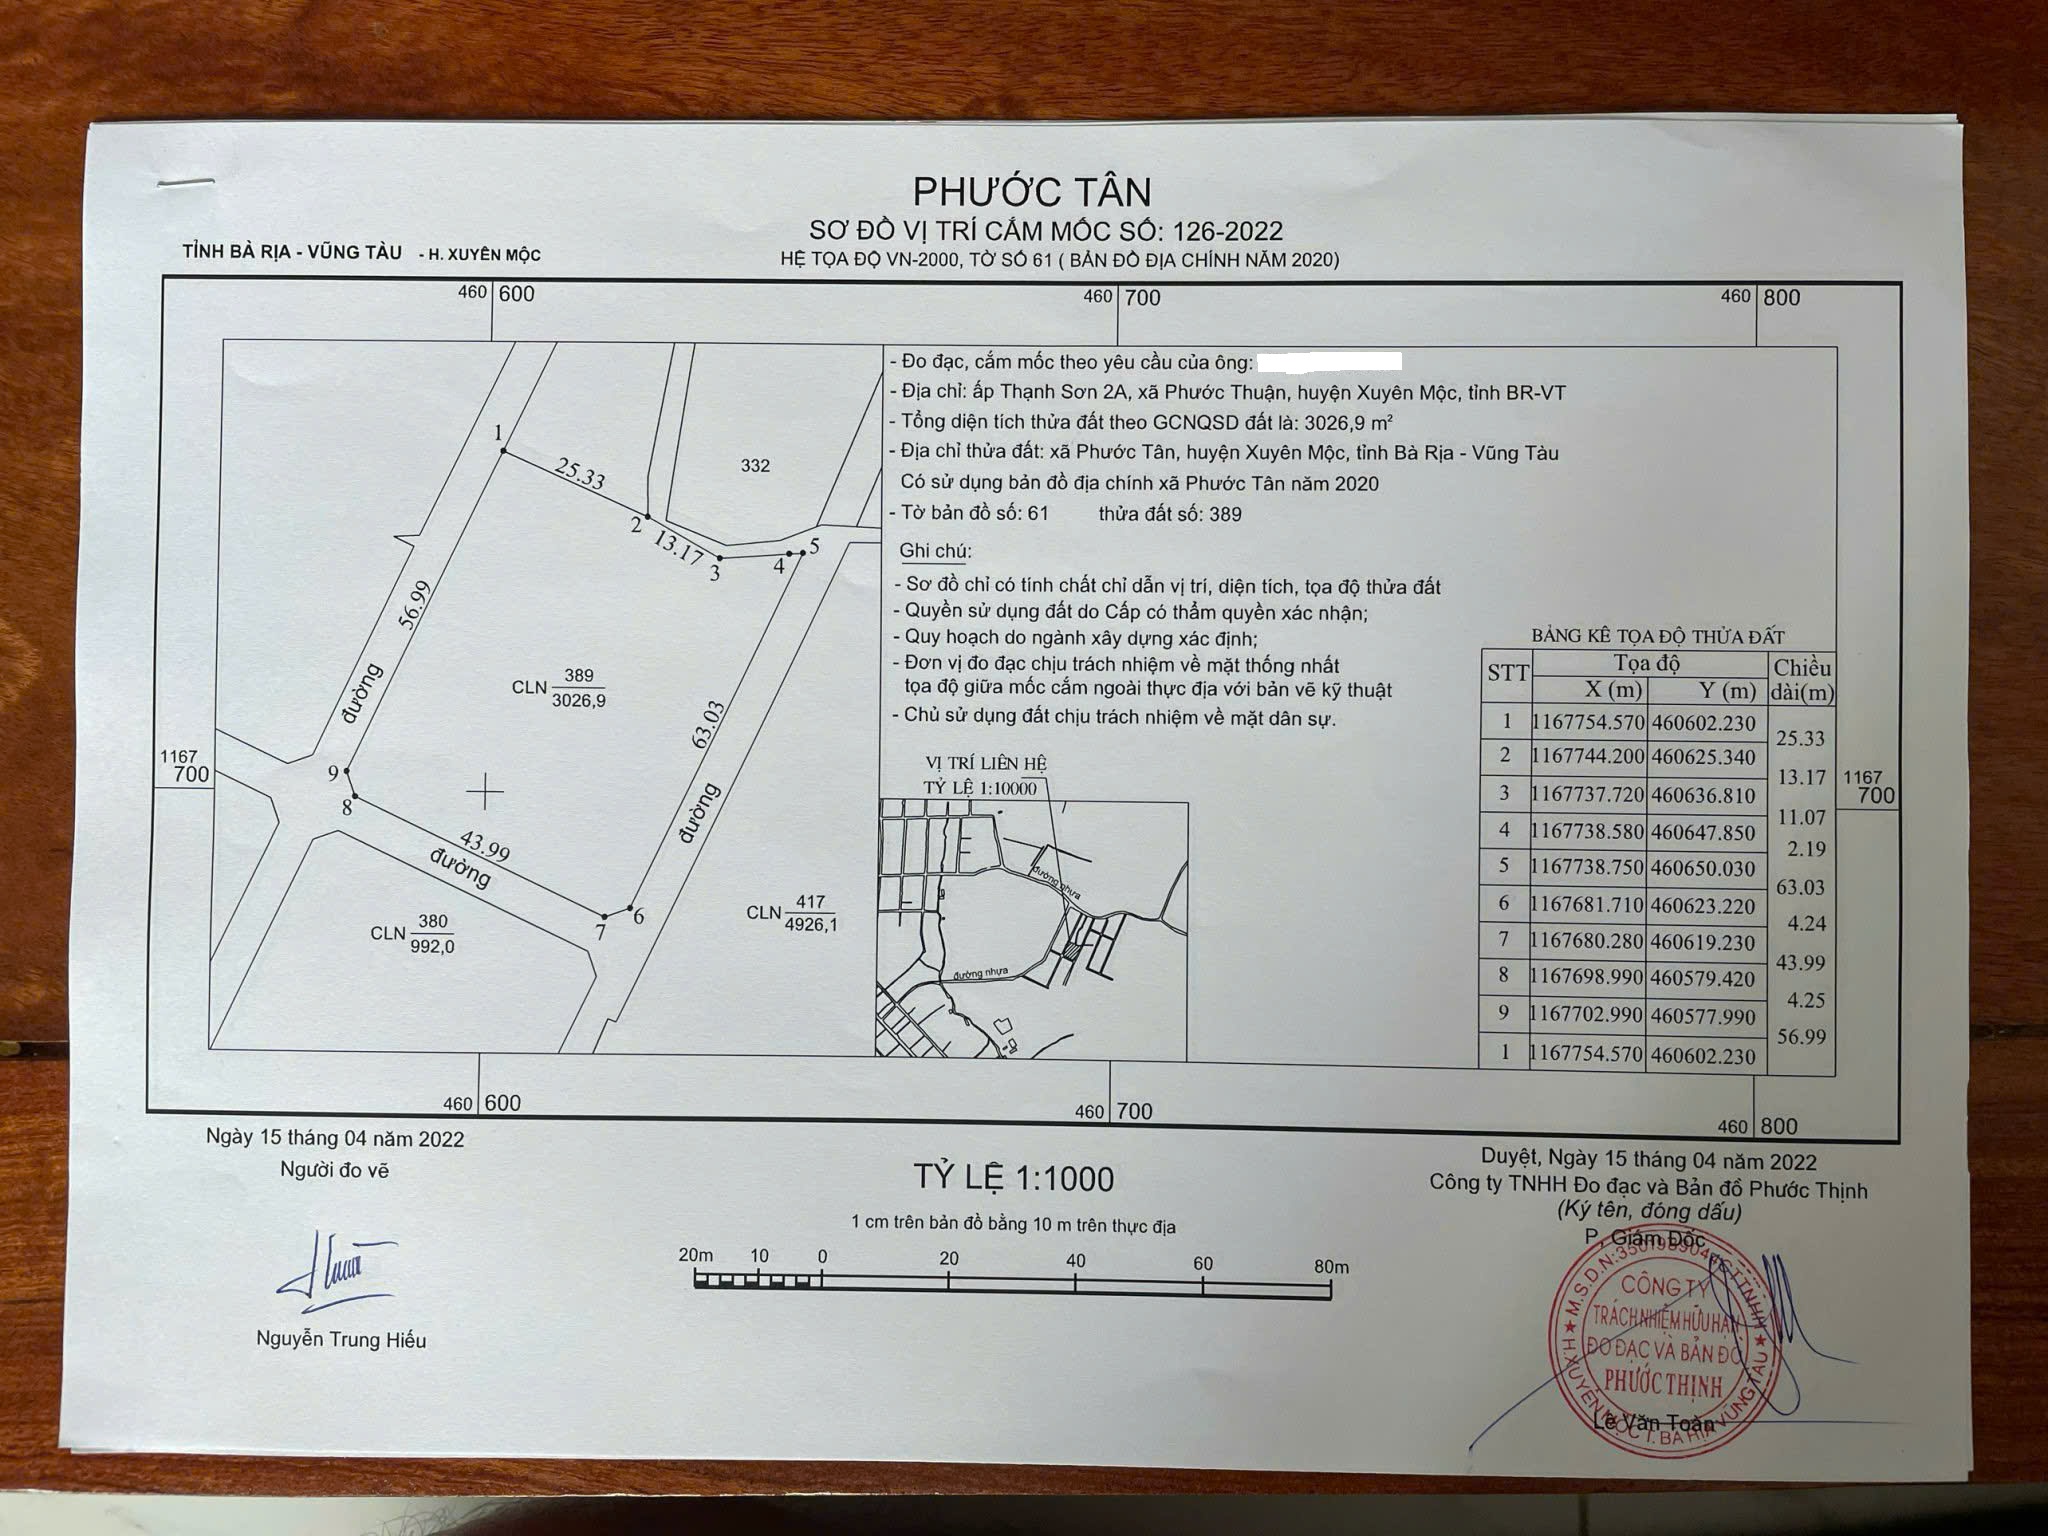 PHƯỚC TÂN
SƠ ĐỒ VỊ TRÍ CẮM MỐC SỐ: 126-2022
TỈNH BÀ RỊA - VŨNG TÀU - H. XUYÊN MỘC
HỆ TỌA ĐỘ VN-2000, TỜ SỐ 61 ( BẢN ĐỒ ĐỊA CHÍNH NĂM 2020)
460 600
460 700
460 800
- Đo đạc, cắm mốc theo yêu cầu của ông:
- Địa chỉ: ấp Thạnh Sơn 2A, xã Phước Thuận, huyện Xuyên Mộc, tỉnh BR-VT
- Tổng diện tích thửa đất theo GCNQSD đất là: 3026,9 m²
- Địa chỉ thửa đất: xã Phước Tân, huyện Xuyên Mộc, tỉnh Bà Rịa - Vũng Tàu
Có sử dụng bản đồ địa chính xã Phước Tân năm 2020
- Tờ bản đồ số: 61 thửa đất số: 389
Ghi chú:
- Sơ đồ chỉ có tính chất chỉ dẫn vị trí, diện tích, tọa độ thửa đất
- Quyền sử dụng đất do Cấp có thẩm quyền xác nhận;
- Quy hoạch do ngành xây dựng xác định;
- Đơn vị đo đạc chịu trách nhiệm về mặt thống nhất
tọa độ giữa mốc cắm ngoài thực địa với bản vẽ kỹ thuật
- Chủ sử dụng đất chịu trách nhiệm về mặt dân sự.
1
25.33
332
2
13.17
3
4
5
56.99
đường
CLN 389
3026,9
63.03
đường
1167
700
9
8
43.99
đường
7
6
CLN 380
992,0
CLN 417
4926,1
VỊ TRÍ LIÊN HỆ
TỶ LỆ 1:10000
đường nhựa
đường nhựa
BẢNG KÊ TỌA ĐỘ THỬA ĐẤT
STT Tọa độ Chiều
X (m) Y (m) dài(m)
1 1167754.570 460602.230
25.33
2 1167744.200 460625.340
13.17
3 1167737.720 460636.810
11.07
4 1167738.580 460647.850
2.19
5 1167738.750 460650.030
63.03
6 1167681.710 460623.220
4.24
7 1167680.280 460619.230
43.99
8 1167698.990 460579.420
4.25
9 1167702.990 460577.990
56.99
1 1167754.570 460602.230
1167
700
460 600
460 700
460 800
Ngày 15 tháng 04 năm 2022
Người đo vẽ
Nguyễn Trung Hiếu
TỶ LỆ 1:1000
1 cm trên bản đồ bằng 10 m trên thực địa
20m 10 0 20 40 60 80m
Duyệt, Ngày 15 tháng 04 năm 2022
Công ty TNHH Đo đạc và Bản đồ Phước Thịnh
(Ký tên, đóng dấu)
P, Giám Đốc
CÔNG TY
TRÁCH NHIỆM HỮU HẠN
ĐO ĐẠC VÀ BẢN ĐỒ
PHƯỚC THỊNH
H.XUYÊN MỘC T. BÀ RỊA VŨNG TÀU
Lê Văn Toàn